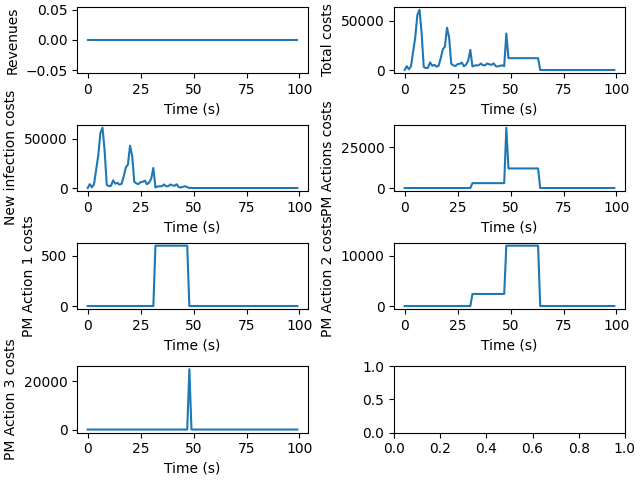 Revenues
0.05
0.00
−0.05
0 25 50 75 100
Time (s)
Total costs
50000
0
0 25 50 75 100
Time (s)
New infection costs
50000
0
0 25 50 75 100
Time (s)
PM Actions costs
25000
0
0 25 50 75 100
Time (s)
PM Action 1 costs
500
0
0 25 50 75 100
Time (s)
PM Action 2 costs
10000
0
0 25 50 75 100
Time (s)
PM Action 3 costs
20000
0
0 25 50 75 100
Time (s)
1.0
0.5
0.0
0.0 0.2 0.4 0.6 0.8 1.0